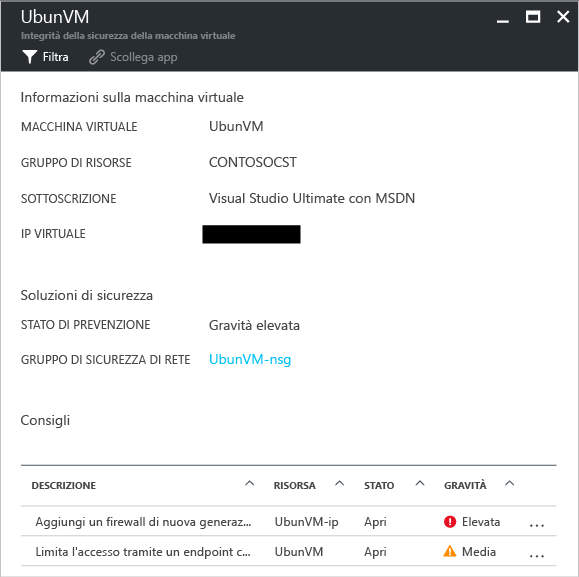 UbunVM
Integrità della sicurezza della macchina virtuale
Filtra Scollega app
Informazioni sulla macchina virtuale
MACCHINA VIRTUALE UbunVM
GRUPPO DI RISORSE CONTOSOCST
SOTTOSCRIZIONE Visual Studio Ultimate con MSDN
IP VIRTUALE
Soluzioni di sicurezza
STATO DI PREVENZIONE Gravità elevata
GRUPPO DI SICUREZZA DI RETE UbunVM-nsg
Consigli
DESCRIZIONE RISORSA STATO GRAVITÀ
Aggiungi un firewall di nuova generaz... UbunVM-ip Apri Elevata ...
Limita l'accesso tramite un endpoint c... UbunVM Apri Media ...